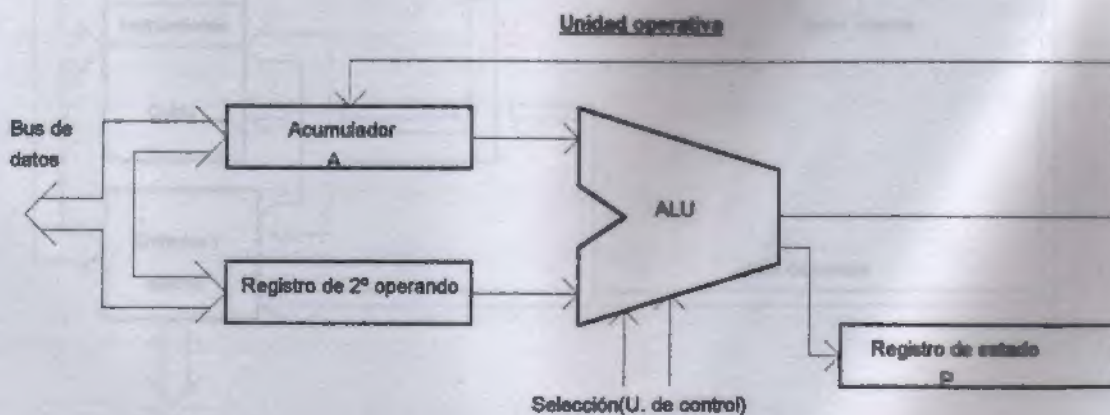 Unidad operativa
Bus de
datos
Acumulador
A
ALU
Registro de 2º operando
Registro de estado
P
Selección(U. de control)